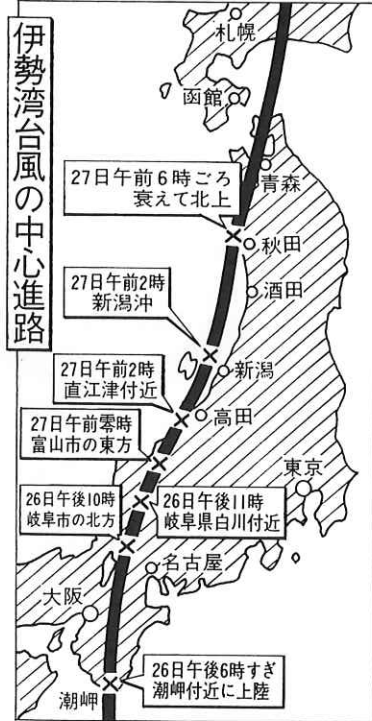 伊勢湾台風の中心進路
札幌
函館
青森
27日午前6時ごろ
衰えて北上
秋田
酒田
27日午前2時
新潟沖
新潟
27日午前2時
直江津付近
高田
27日午前零時
富山市の東方
東京
26日午後10時
岐阜市の北方
26日午後11時
岐阜県白川付近
名古屋
大阪
26日午後6時すぎ
潮岬付近に上陸
潮岬